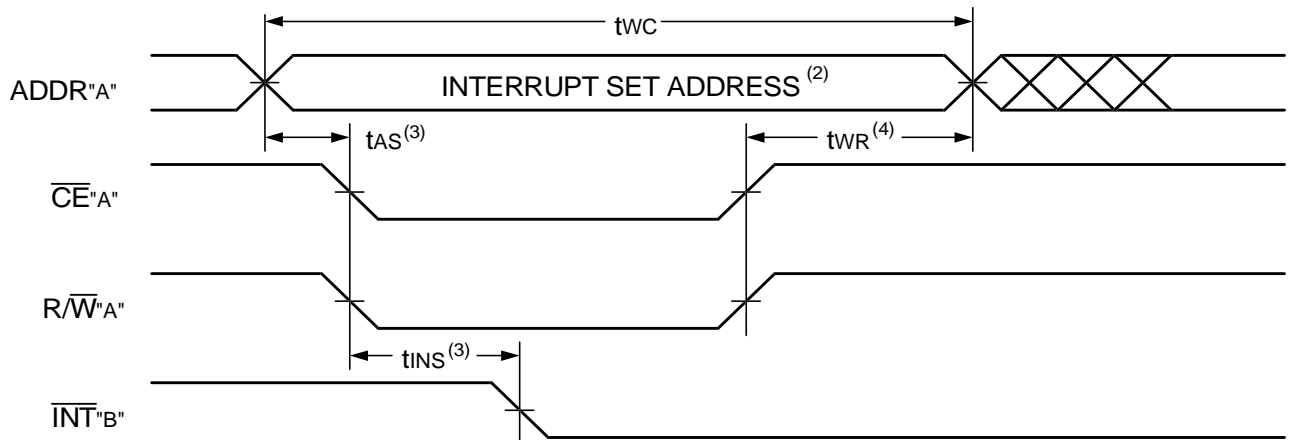 tWC
ADDR"A" INTERRUPT SET ADDRESS (2)
tAS(3) tWR(4)
CE"A"
R/W"A"
tINS(3)
INT"B"